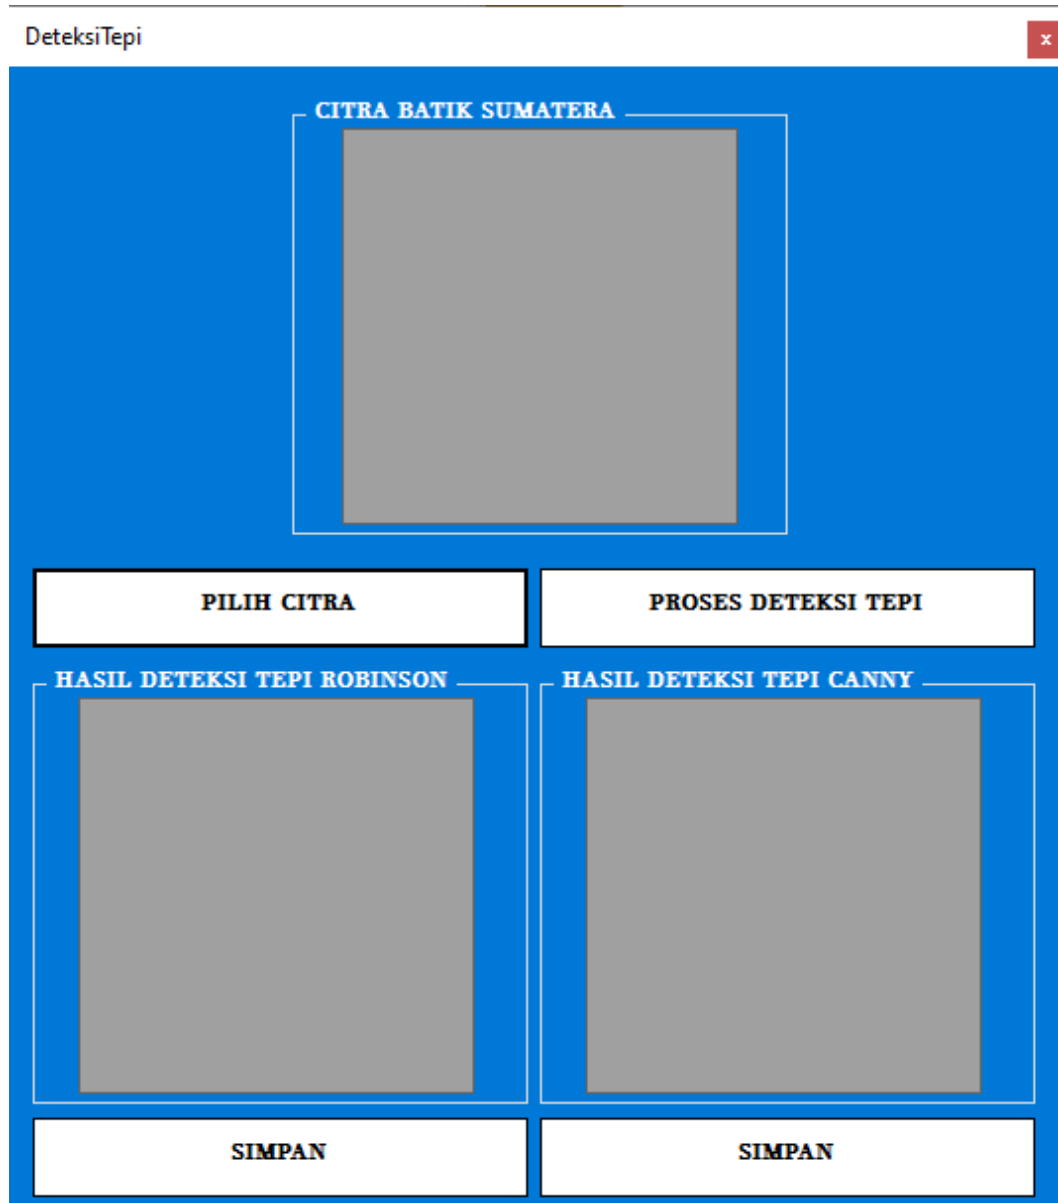 DeteksiTepi
x
CITRA BATIK SUMATERA
PILIH CITRA
PROSES DETEKSI TEPI
HASIL DETEKSI TEPI ROBINSON
HASIL DETEKSI TEPI CANNY
SIMPAN
SIMPAN